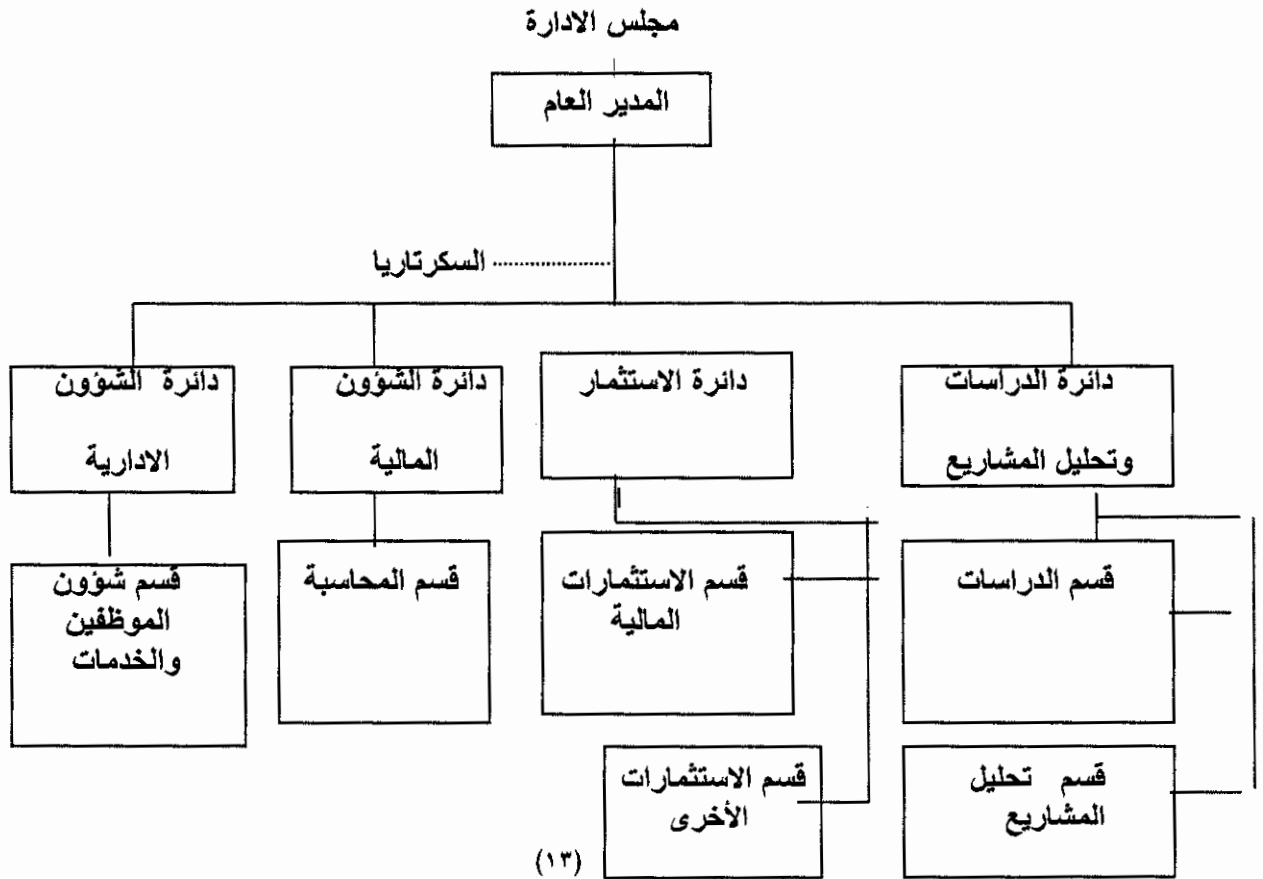 مجلس الادارة
المدير العام
السكرتاريا
دائرة الدراسات
وتحليل المشاريع
دائرة الاستثمار
دائرة الشؤون
المالية
دائرة الشؤون
الادارية
قسم الدراسات
قسم الاستثمارات
المالية
قسم المحاسبة
قسم شؤون
الموظفين
والخدمات
قسم تحليل
المشاريع
قسم الاستثمارات
الأخرى
(١٣)